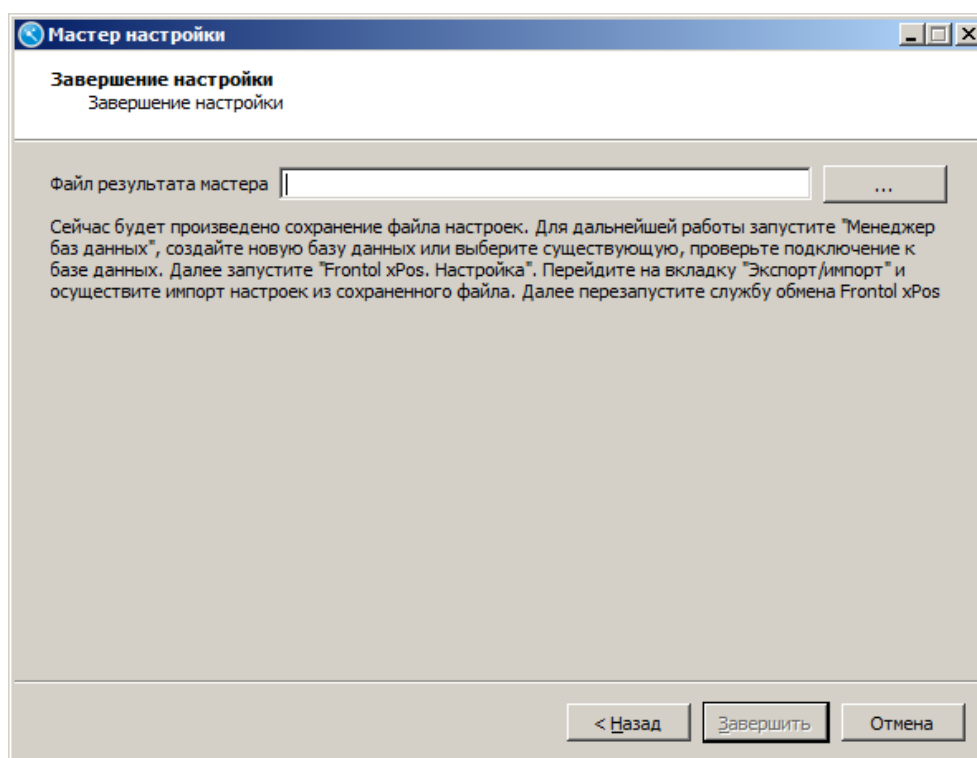 Мастер настройки
Завершение настройки
Завершение настройки
Файл результата мастера
...
Сейчас будет произведено сохранение файла настроек. Для дальнейшей работы запустите "Менеджер
баз данных", создайте новую базу данных или выберите существующую, проверьте подключение к
базе данных. Далее запустите "Frontol xPos. Настройка". Перейдите на вкладку "Экспорт/импорт" и
осуществите импорт настроек из сохраненного файла. Далее перезапустите службу обмена Frontol xPos
< Назад
Завершить
Отмена